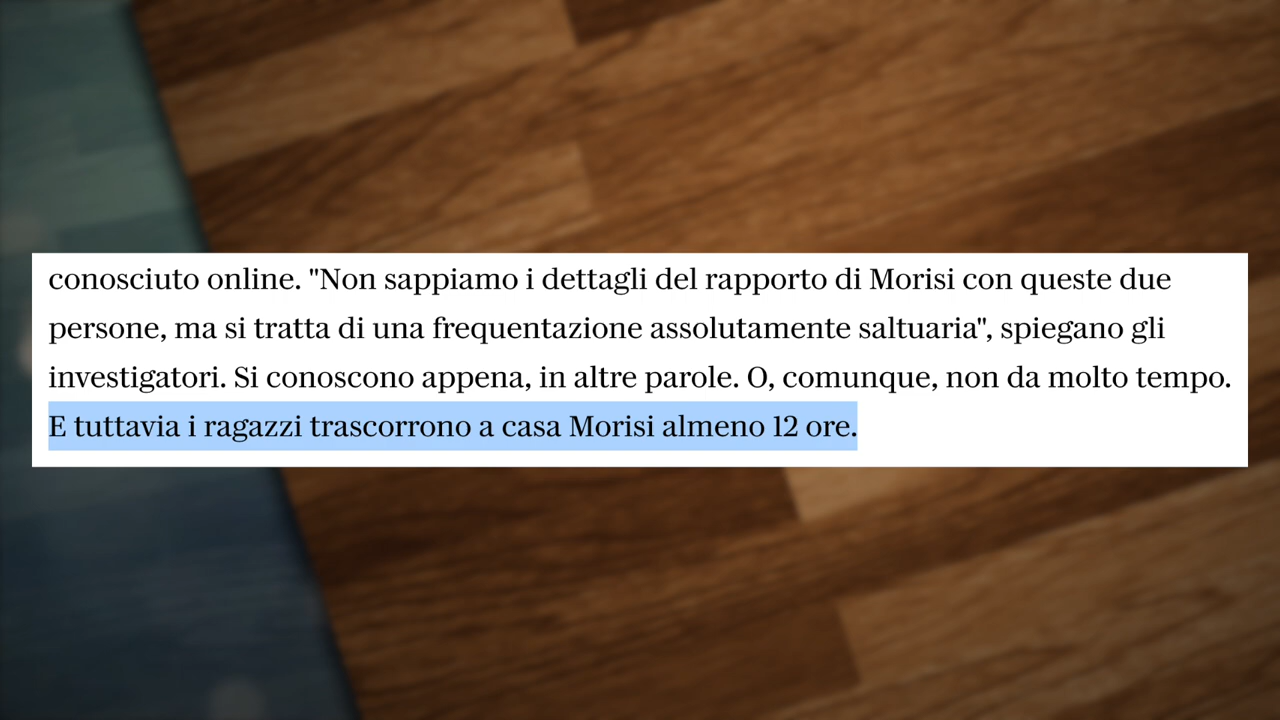 conosciuto online. "Non sappiamo i dettagli del rapporto di Morisi con queste due
persone, ma si tratta di una frequentazione assolutamente saltuaria", spiegano gli
investigatori. Si conoscono appena, in altre parole. O, comunque, non da molto tempo.
E tuttavia i ragazzi trascorrono a casa Morisi almeno 12 ore.